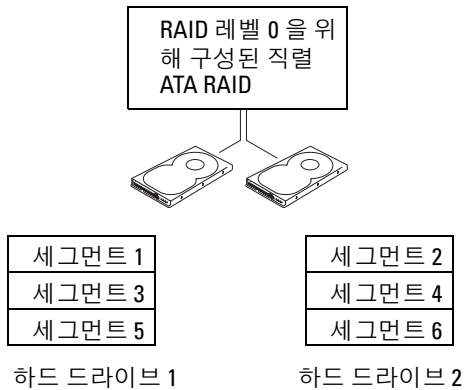 RAID 레벨 0 을 위
해 구성된 직렬
ATA RAID
세그먼트 1
세그먼트 2
세그먼트 3
세그먼트 4
세그먼트 5
세그먼트 6
하드 드라이브 1
하드 드라이브 2